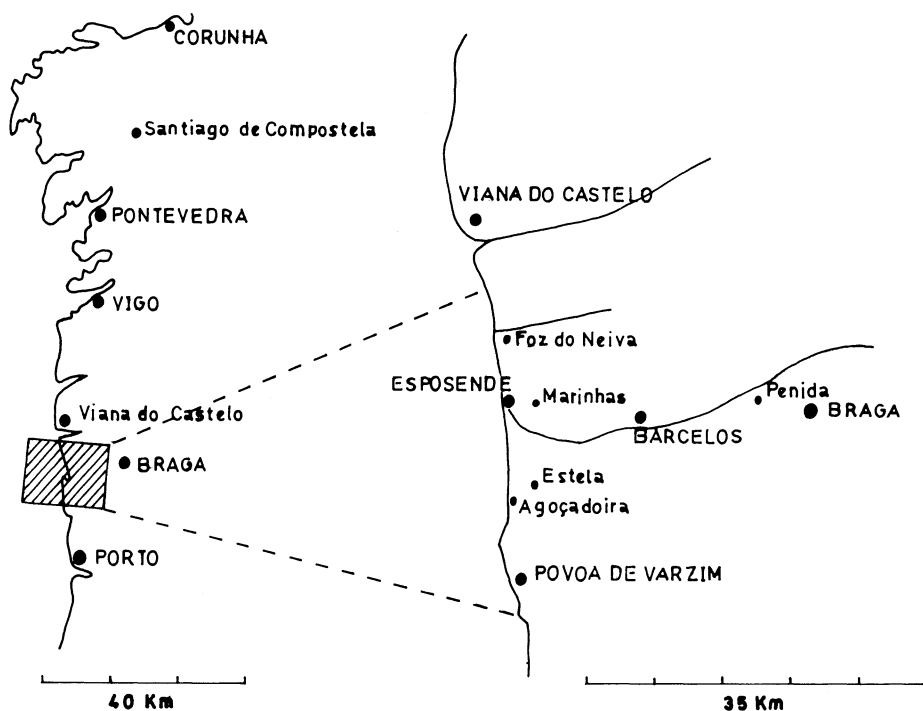 CORUNHA
Santiago de Compostela
PONTEVEDRA
VIGO
Viana do Castelo
BRAGA
PORTO
40 Km
VIANA DO CASTELO
Foz do Neiva
ESPOSENDE
Marinhas
Penida
BRAGA
BARCELOS
Estela
Agoçadoira
POVOA DE VARZIM
35 Km